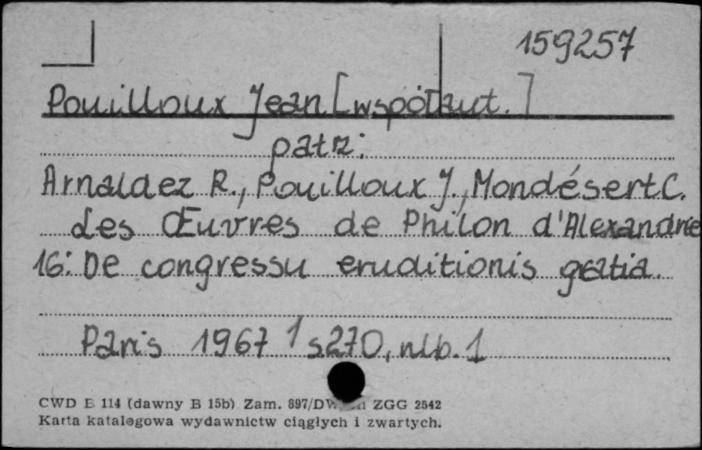 159257
Pouilloux Jean [współaut.]
patrz:
Arnaldez R., Pouilloux J., Mondésert C.
Les Œuvres de Philon d'Alexandrie
16: De congressu eruditionis gratia.
Paris 1967 s 270, nlb. 1
CWD E 114 (dawny B 15b) Zam. 897/DW ZGG 2542
Karta katalogowa wydawnictw ciągłych i zwartych.